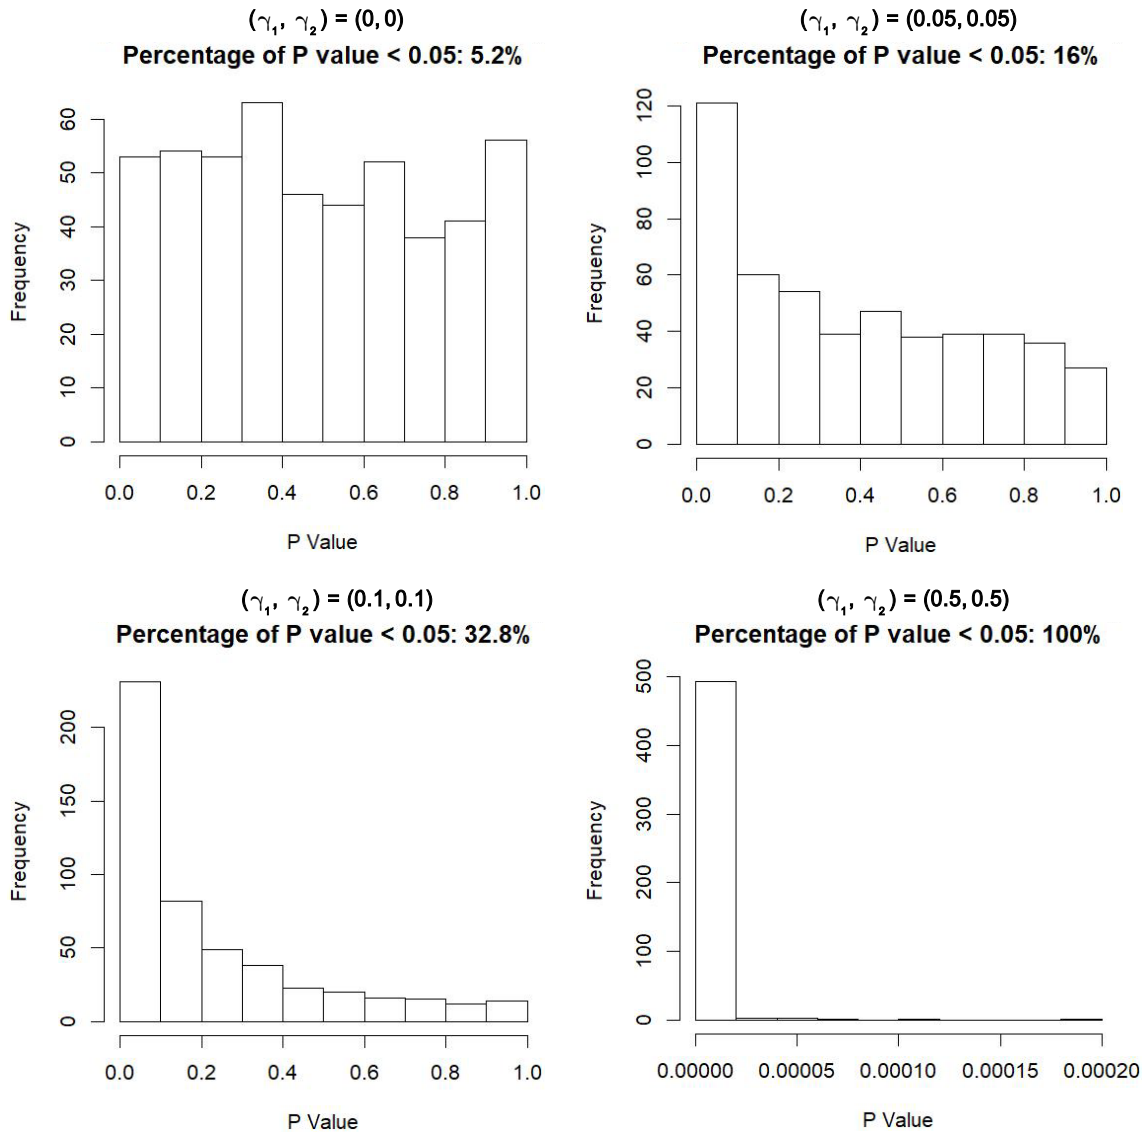 (γ1, γ2) = (0, 0)
Percentage of P value < 0.05: 5.2%
60
50
40
30
20
10
0
Frequency
0.0 0.2 0.4 0.6 0.8 1.0
P Value
(γ1, γ2) = (0.05, 0.05)
Percentage of P value < 0.05: 16%
120
100
80
60
40
20
0
Frequency
0.0 0.2 0.4 0.6 0.8 1.0
P Value
(γ1, γ2) = (0.1, 0.1)
Percentage of P value < 0.05: 32.8%
200
150
100
50
0
Frequency
0.0 0.2 0.4 0.6 0.8 1.0
P Value
(γ1, γ2) = (0.5, 0.5)
Percentage of P value < 0.05: 100%
500
400
300
200
100
0
Frequency
0.00000 0.00005 0.00010 0.00015 0.00020
P Value